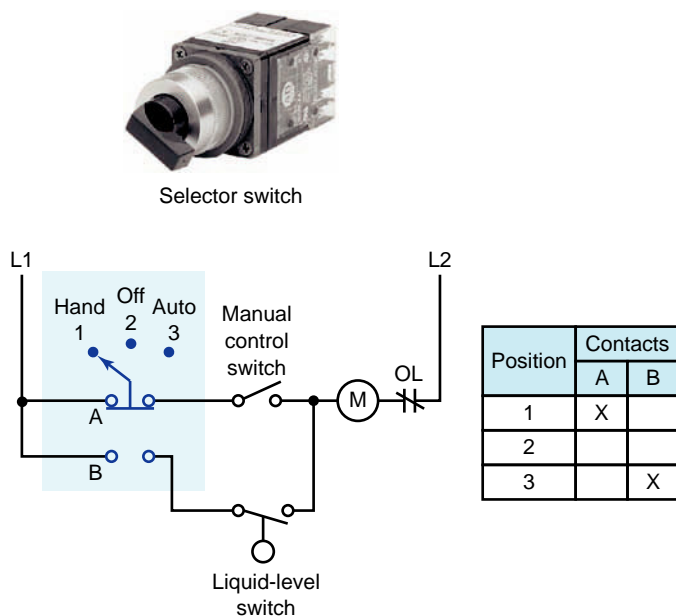 Selector switch
L1
L2
Hand
Off
Auto
1
2
3
Manual
control
switch
OL
M
A
B
Liquid-level
switch
Position
Contacts
A
B
1
X
2
3
X